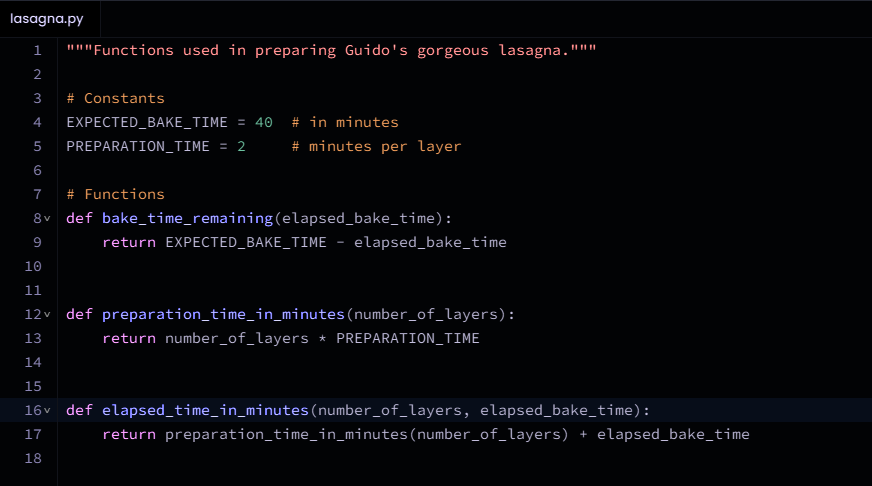 lasagna.py
1 """Functions used in preparing Guido's gorgeous lasagna."""
2
3 # Constants
4 EXPECTED_BAKE_TIME = 40  # in minutes
5 PREPARATION_TIME = 2     # minutes per layer
6
7 # Functions
8 def bake_time_remaining(elapsed_bake_time):
9     return EXPECTED_BAKE_TIME - elapsed_bake_time
10
11
12 def preparation_time_in_minutes(number_of_layers):
13     return number_of_layers * PREPARATION_TIME
14
15
16 def elapsed_time_in_minutes(number_of_layers, elapsed_bake_time):
17     return preparation_time_in_minutes(number_of_layers) + elapsed_bake_time
18